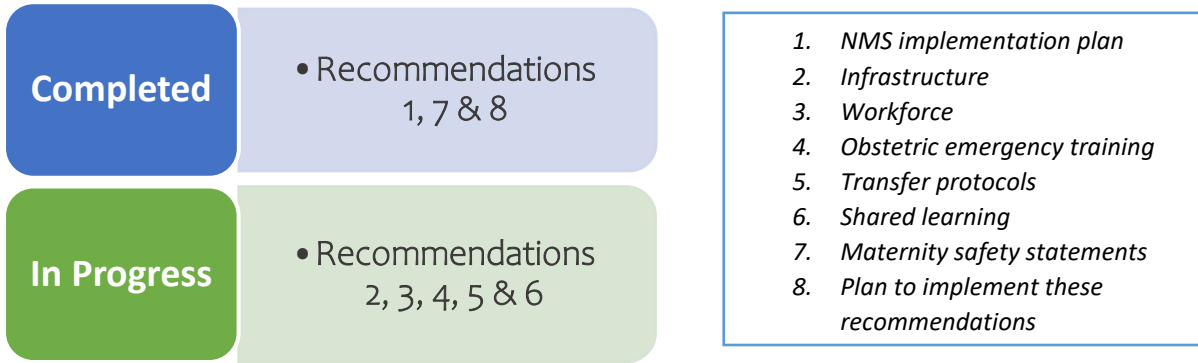 Completed
• Recommendations
1, 7 & 8
In Progress
• Recommendations
2, 3, 4, 5 & 6
1. NMS implementation plan
2. Infrastructure
3. Workforce
4. Obstetric emergency training
5. Transfer protocols
6. Shared learning
7. Maternity safety statements
8. Plan to implement these
recommendations